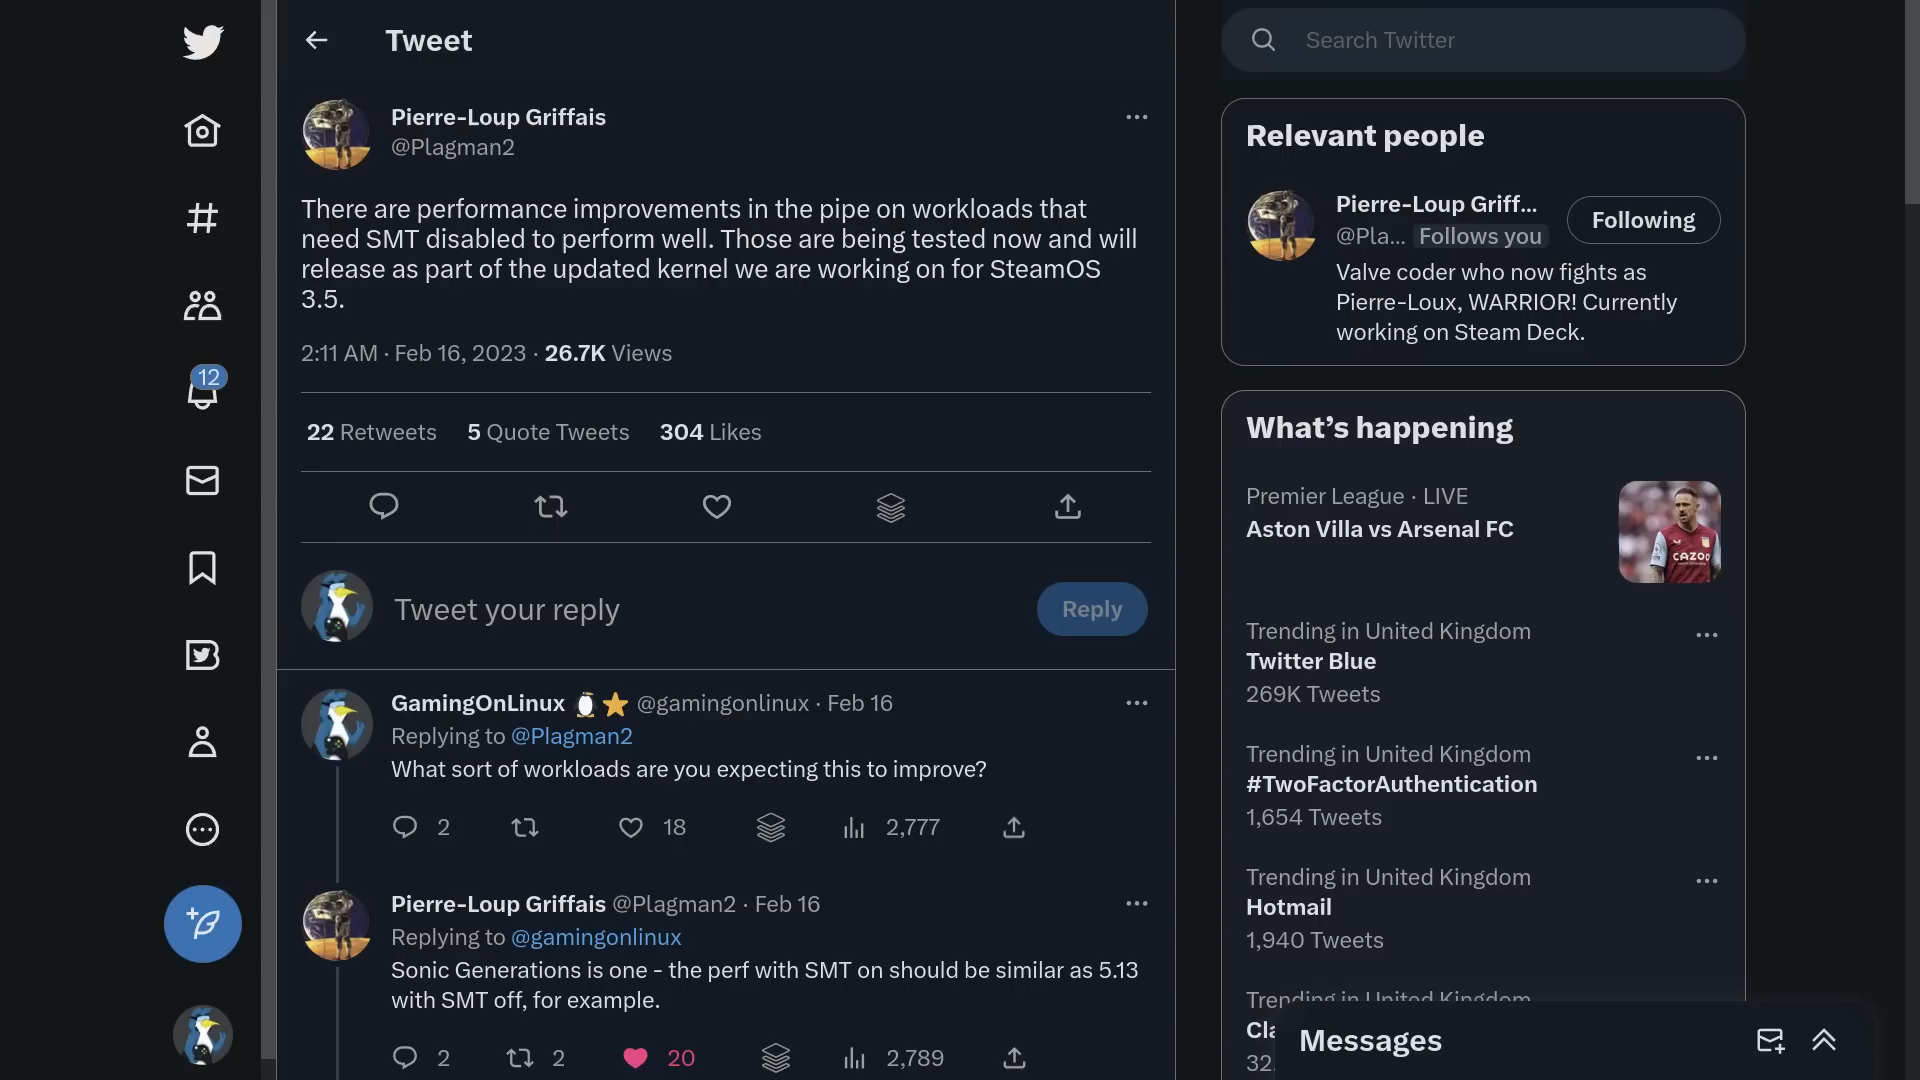 Tweet
Search Twitter
Pierre-Loup Griffais
@Plagman2
There are performance improvements in the pipe on workloads that
need SMT disabled to perform well. Those are being tested now and will
release as part of the updated kernel we are working on for SteamOS
3.5.
2:11 AM · Feb 16, 2023 · 26.7K Views
22 Retweets 5 Quote Tweets 304 Likes
Tweet your reply
Reply
GamingOnLinux @gamingonlinux · Feb 16
Replying to @Plagman2
What sort of workloads are you expecting this to improve?
2 18 2,777
Pierre-Loup Griffais @Plagman2 · Feb 16
Replying to @gamingonlinux
Sonic Generations is one - the perf with SMT on should be similar as 5.13
with SMT off, for example.
2 2 20 2,789
12
Relevant people
Pierre-Loup Griff...
@Pla... Follows you
Following
Valve coder who now fights as
Pierre-Loux, WARRIOR! Currently
working on Steam Deck.
What's happening
Premier League · LIVE
Aston Villa vs Arsenal FC
CAZOO
Trending in United Kingdom
Twitter Blue
269K Tweets
Trending in United Kingdom
#TwoFactorAuthentication
1,654 Tweets
Trending in United Kingdom
Hotmail
1,940 Tweets
Trending in United Kingdom
Messages